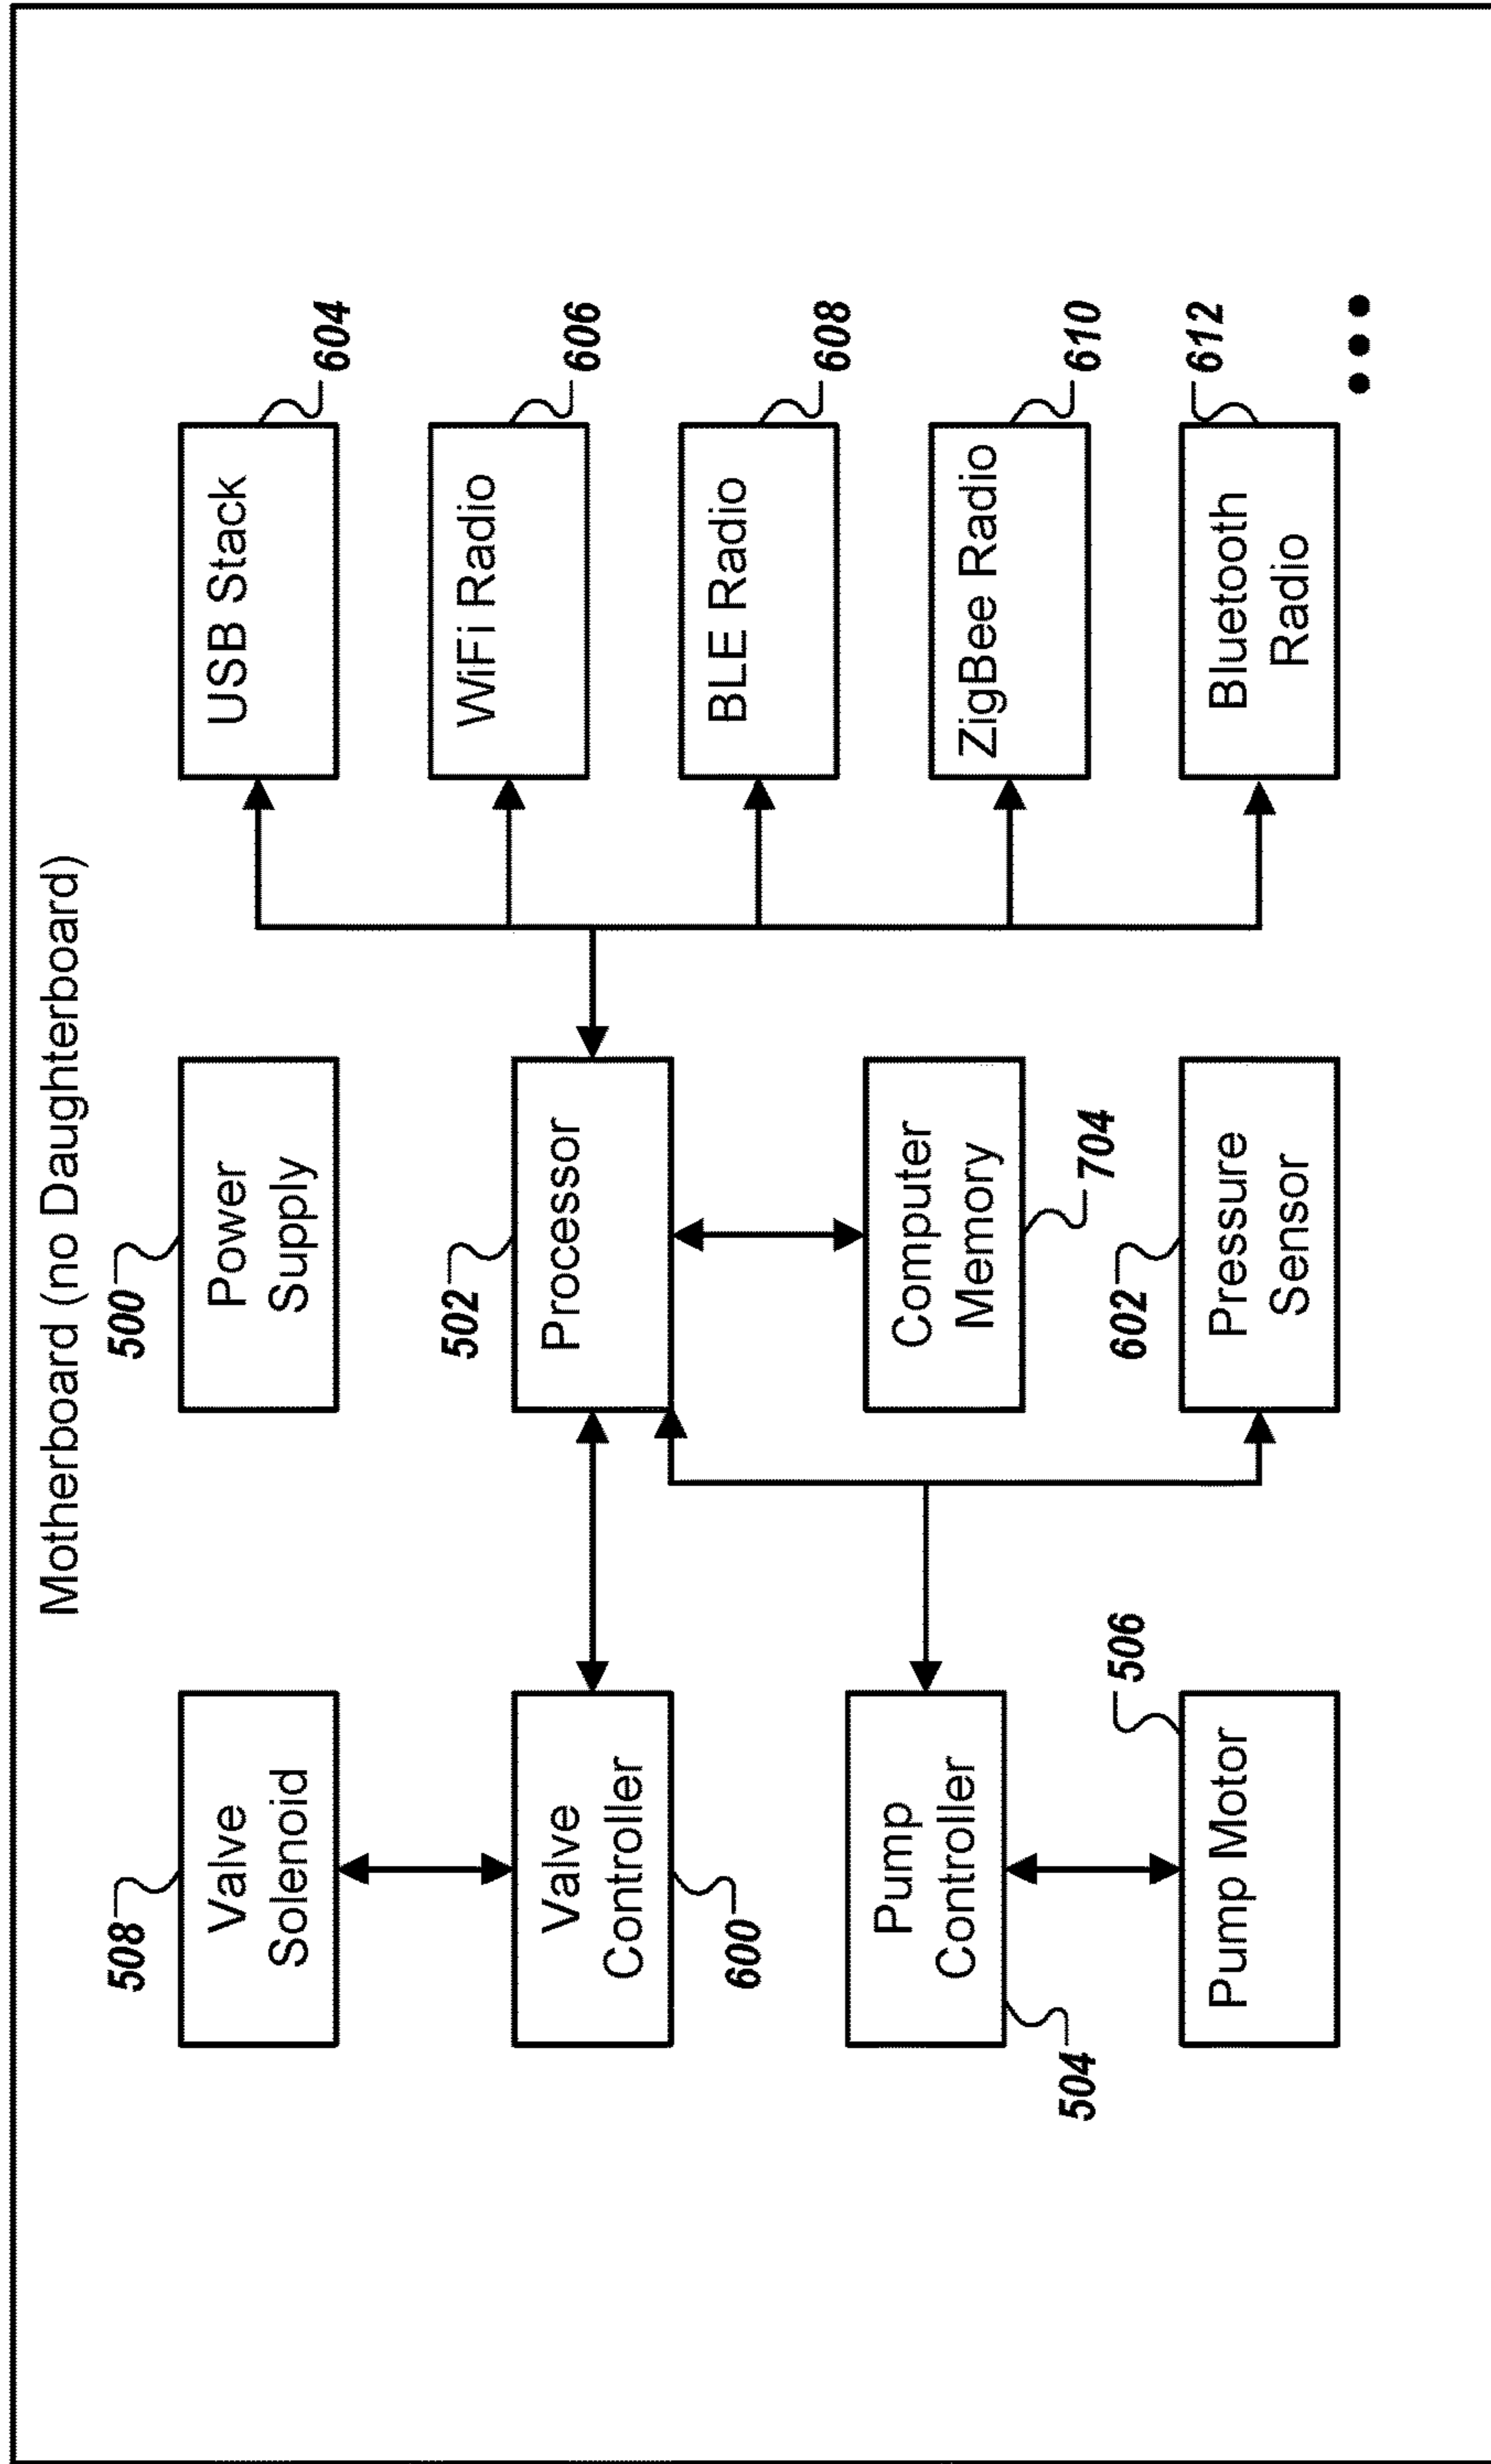 Motherboard (no Daughterboard)
508
Valve
Solenoid
500
Power
Supply
USB Stack
604
Valve
Controller
600
502
Processor
WiFi Radio
606
BLE Radio
608
Pump
Controller
504
Computer
Memory
704
ZigBee Radio
610
506
Pump Motor
602
Pressure
Sensor
Bluetooth
Radio
612